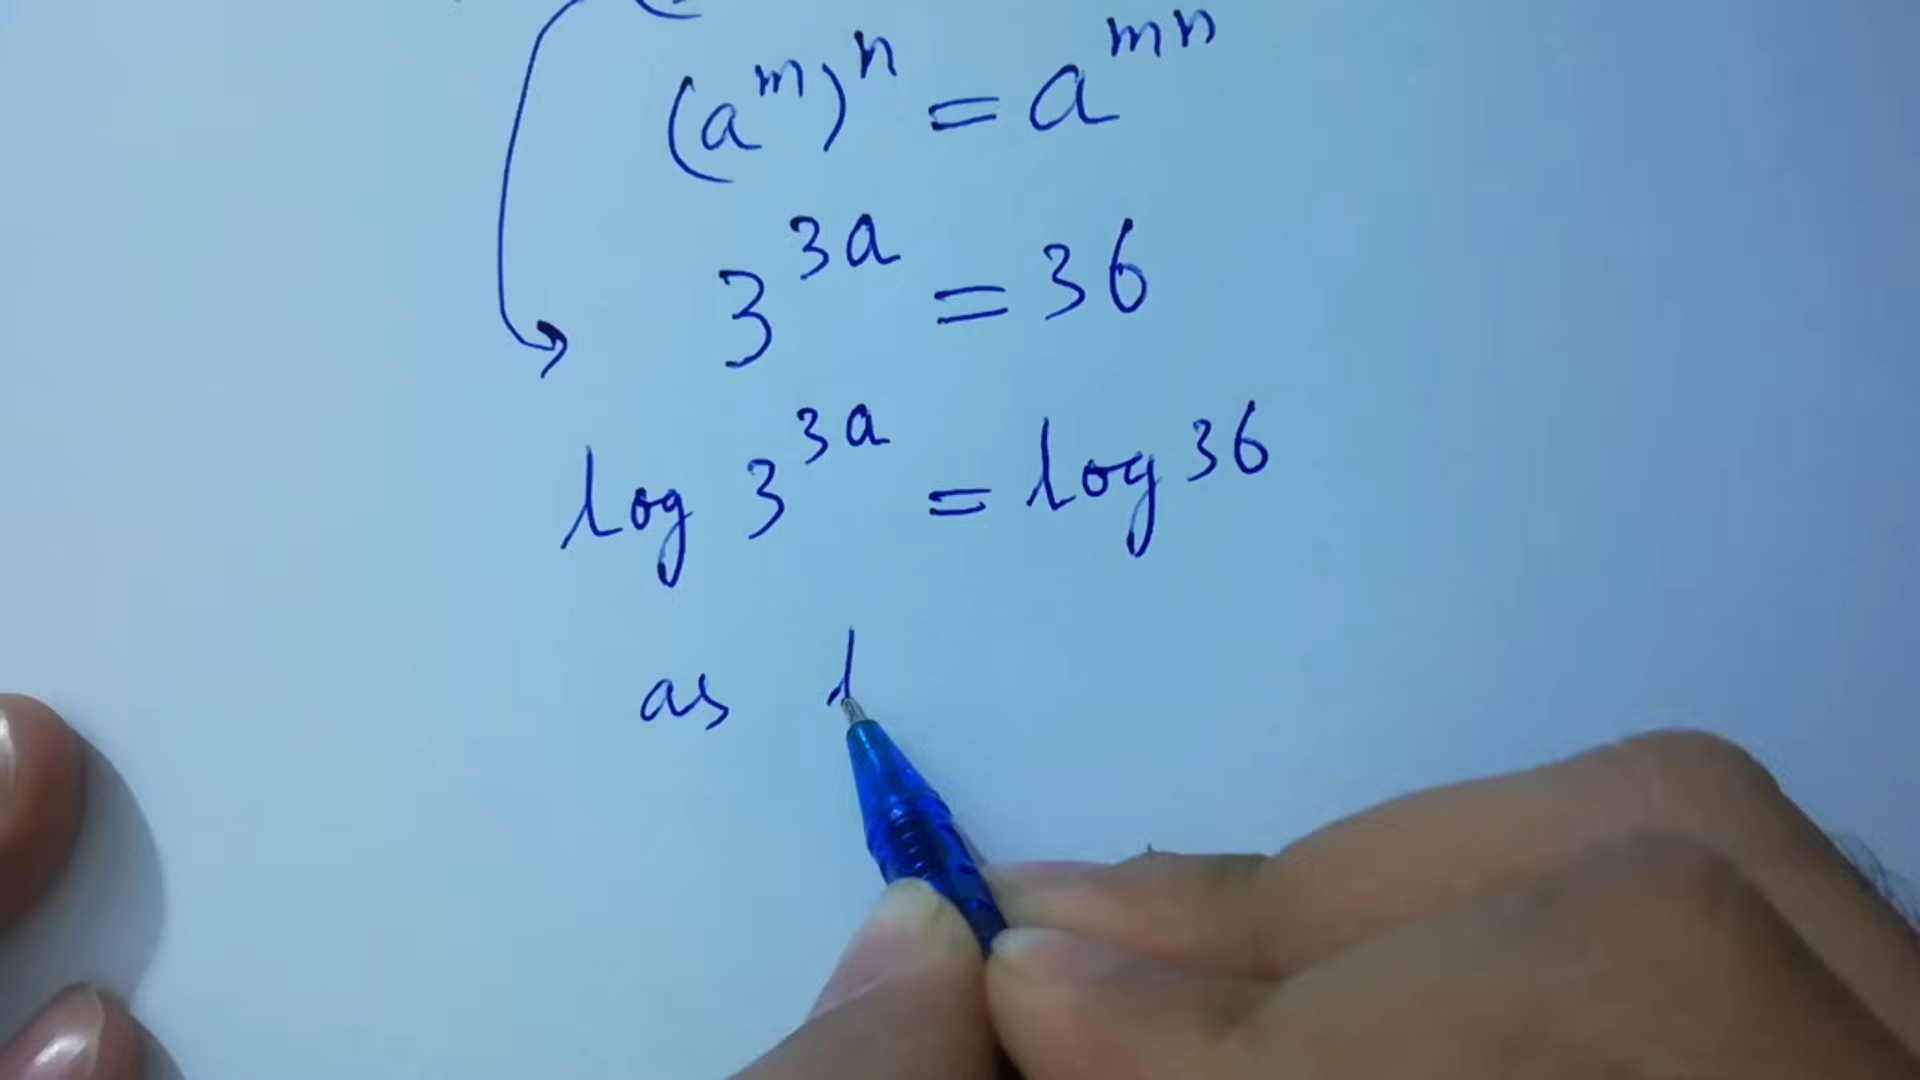 (a^m)^n = a^mn
3^3a = 36
log 3^3a = log 36
as l